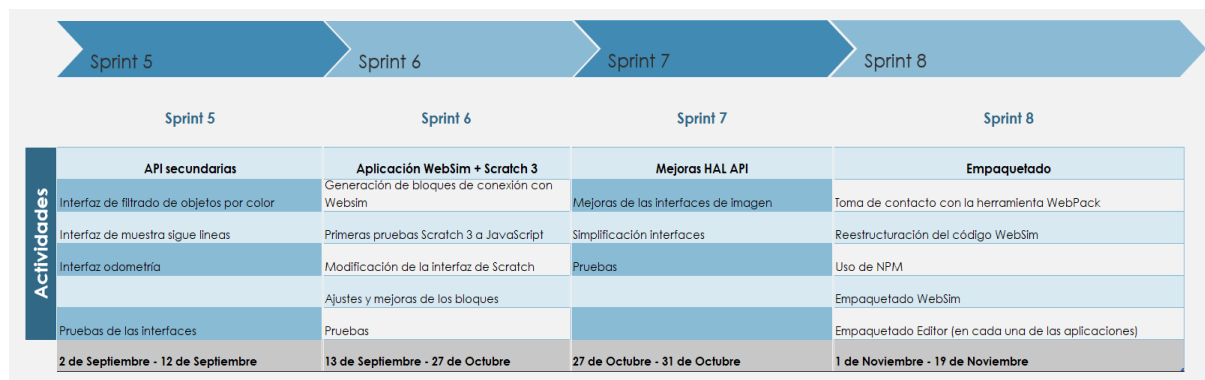 Sprint 5
Sprint 6
Sprint 7
Sprint 8
Sprint 5
Sprint 6
Sprint 7
Sprint 8
Actividades
API secundarias
Aplicación WebSim + Scratch 3
Mejoras HAL API
Empaquetado
Interfaz de filtrado de objetos por color
Generación de bloques de conexión con
Websim
Mejoras de las interfaces de imagen
Toma de contacto con la herramienta WebPack
Interfaz de muestra sigue lineas
Primeras pruebas Scratch 3 a JavaScript
Simplificación interfaces
Reestructuración del código WebSim
Interfaz odometría
Modificación de la interfaz de Scratch
Pruebas
Uso de NPM
Ajustes y mejoras de los bloques
Empaquetado WebSim
Pruebas de las interfaces
Pruebas
Empaquetado Editor (en cada una de las aplicaciones)
2 de Septiembre - 12 de Septiembre
13 de Septiembre - 27 de Octubre
27 de Octubre - 31 de Octubre
1 de Noviembre - 19 de Noviembre